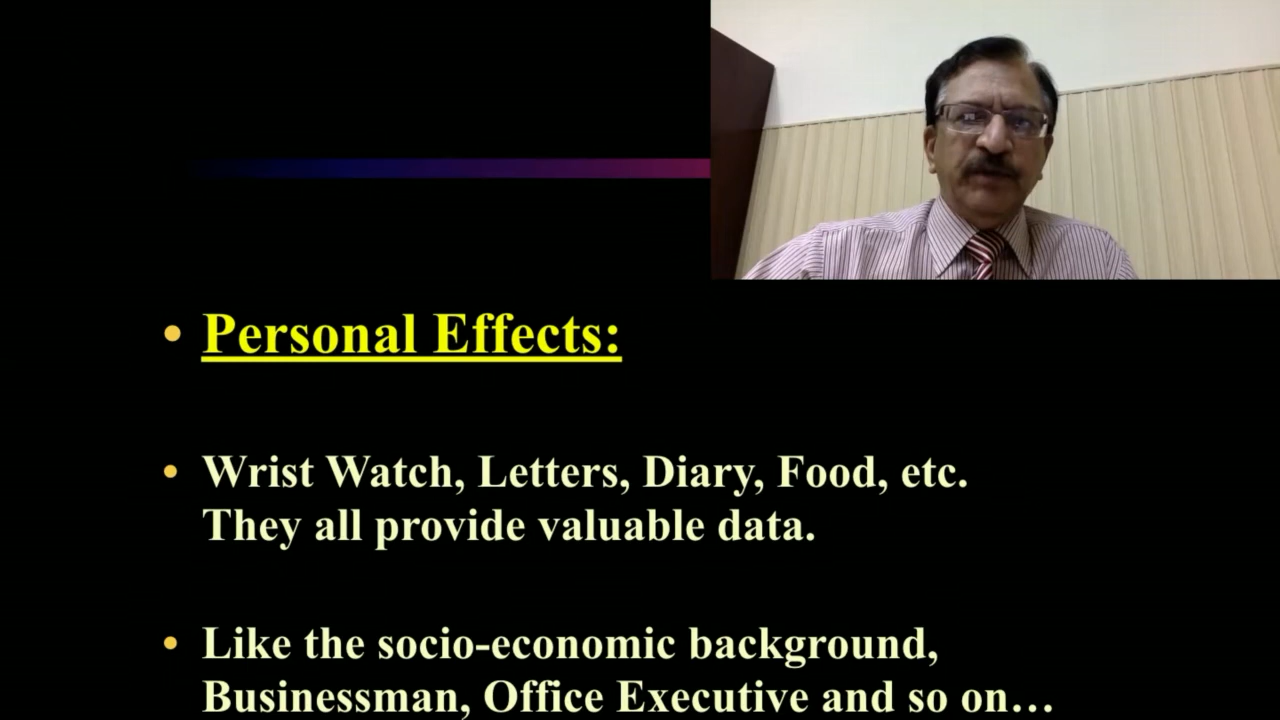 Personal Effects:
Wrist Watch, Letters, Diary, Food, etc.
They all provide valuable data.
Like the socio-economic background,
Businessman, Office Executive and so on…